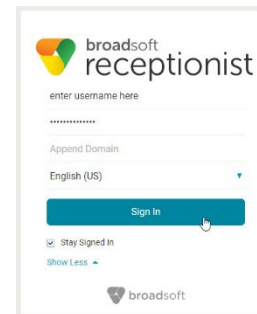 broadsoft
receptionist
enter username here
••••••••••••••
Append Domain
English (US)
Sign In
Stay Signed In
Show Less
broadsoft